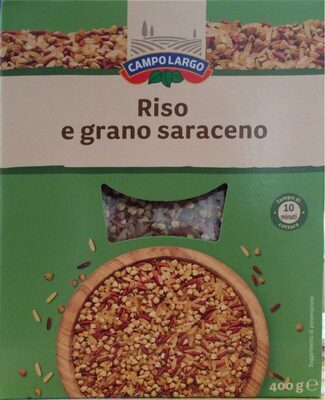 CAMPO LARGO
Riso
e grano saraceno
Tempo di
10
minuti
cottura
400 g e
Suggerimento di presentazione